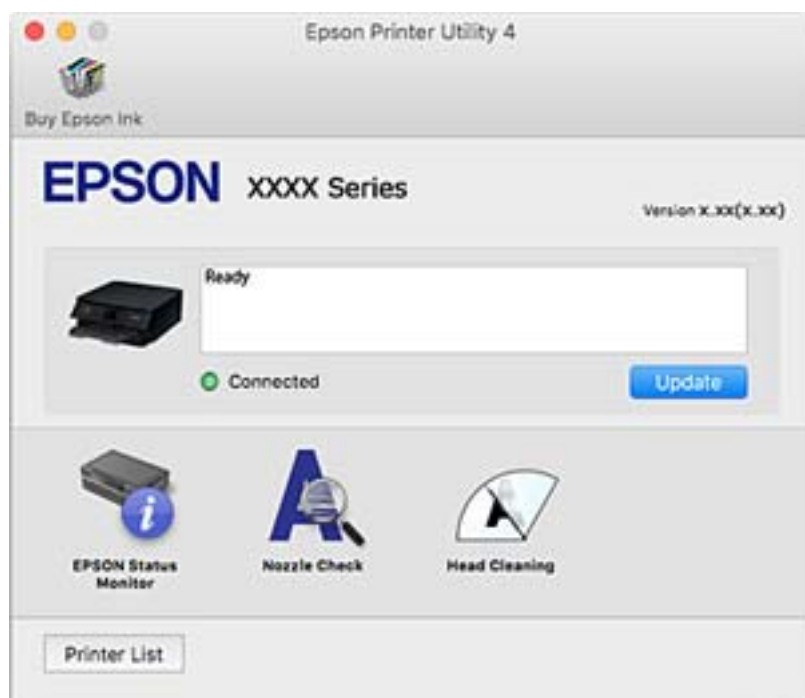 Epson Printer Utility 4
Buy Epson Ink
EPSON XXXX Series
Version X.XX(X.XX)
Ready
Connected
Update
EPSON Status
Monitor
Nozzle Check
Head Cleaning
Printer List